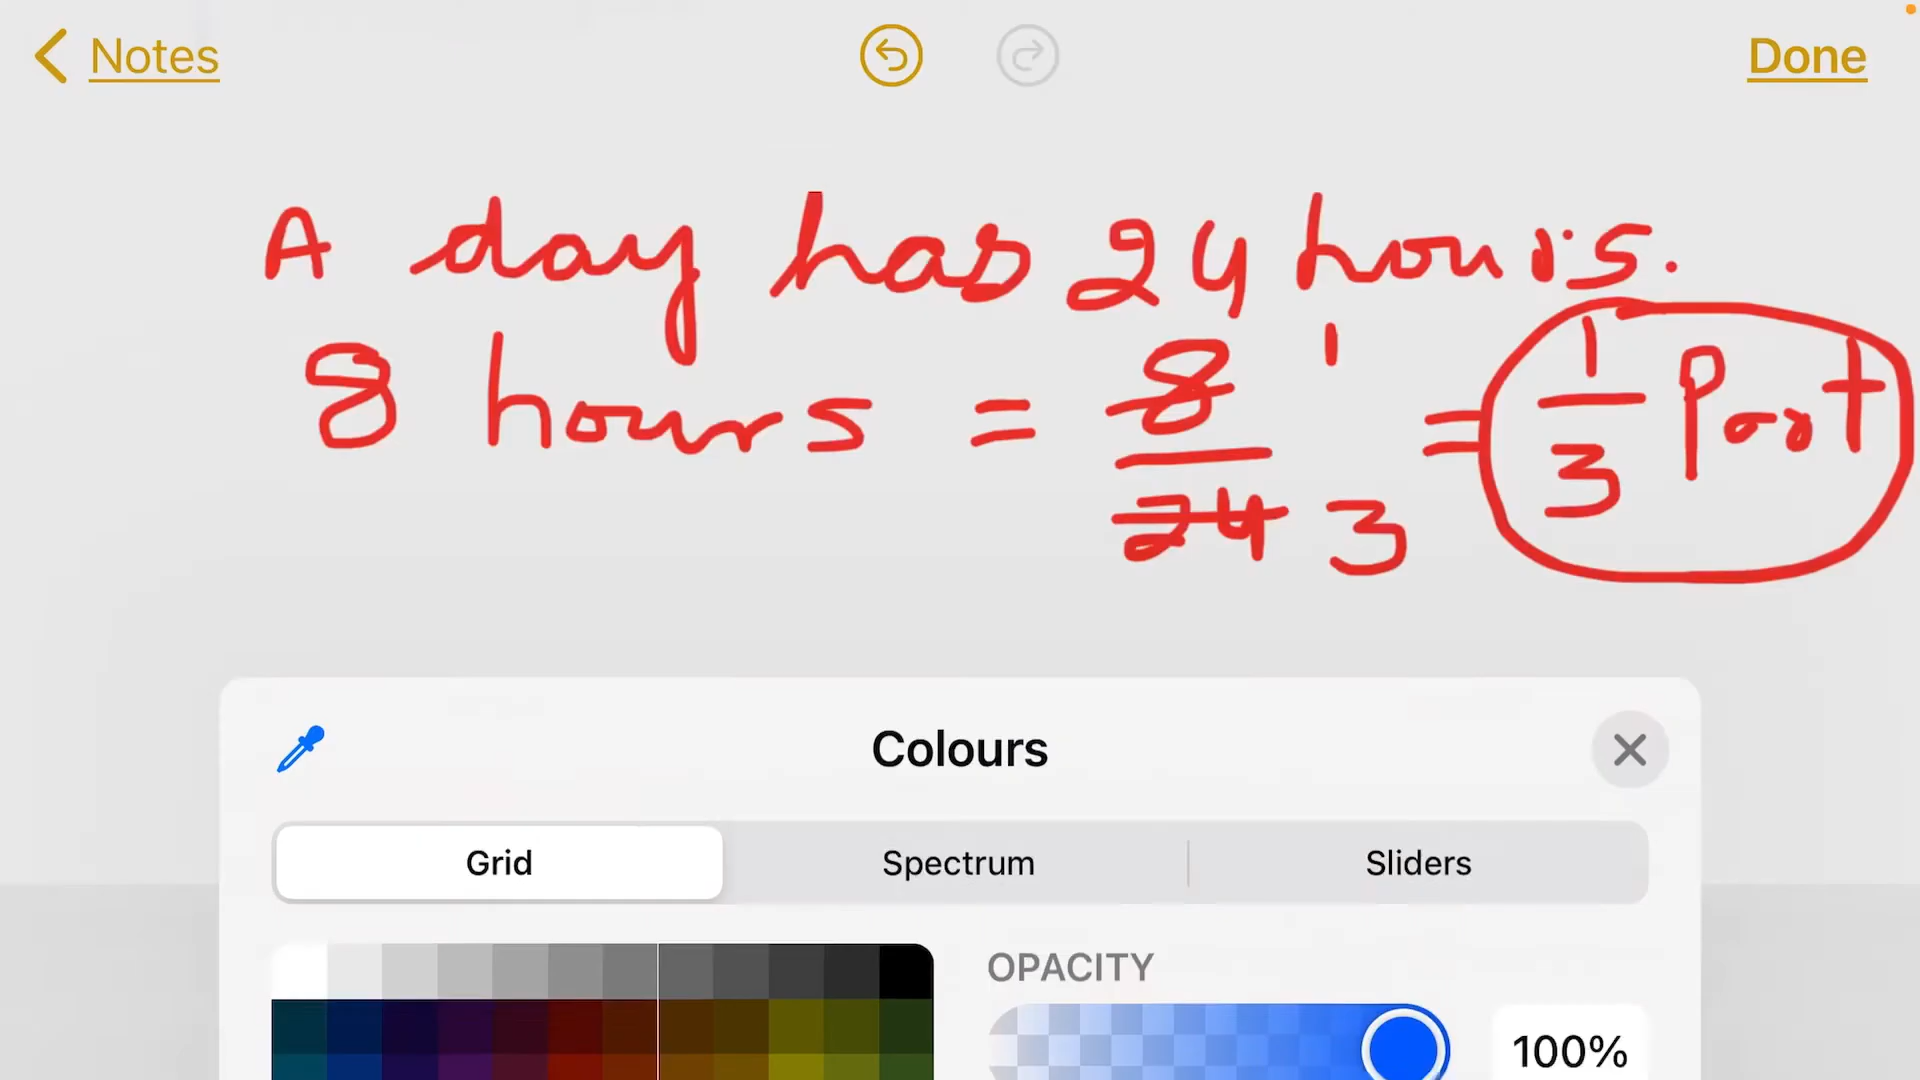 Notes Done
A day has 24 hours.
8 hours = 8/24 1/3 = 1/3 Part
Colours
Grid Spectrum Sliders
OPACITY
100%